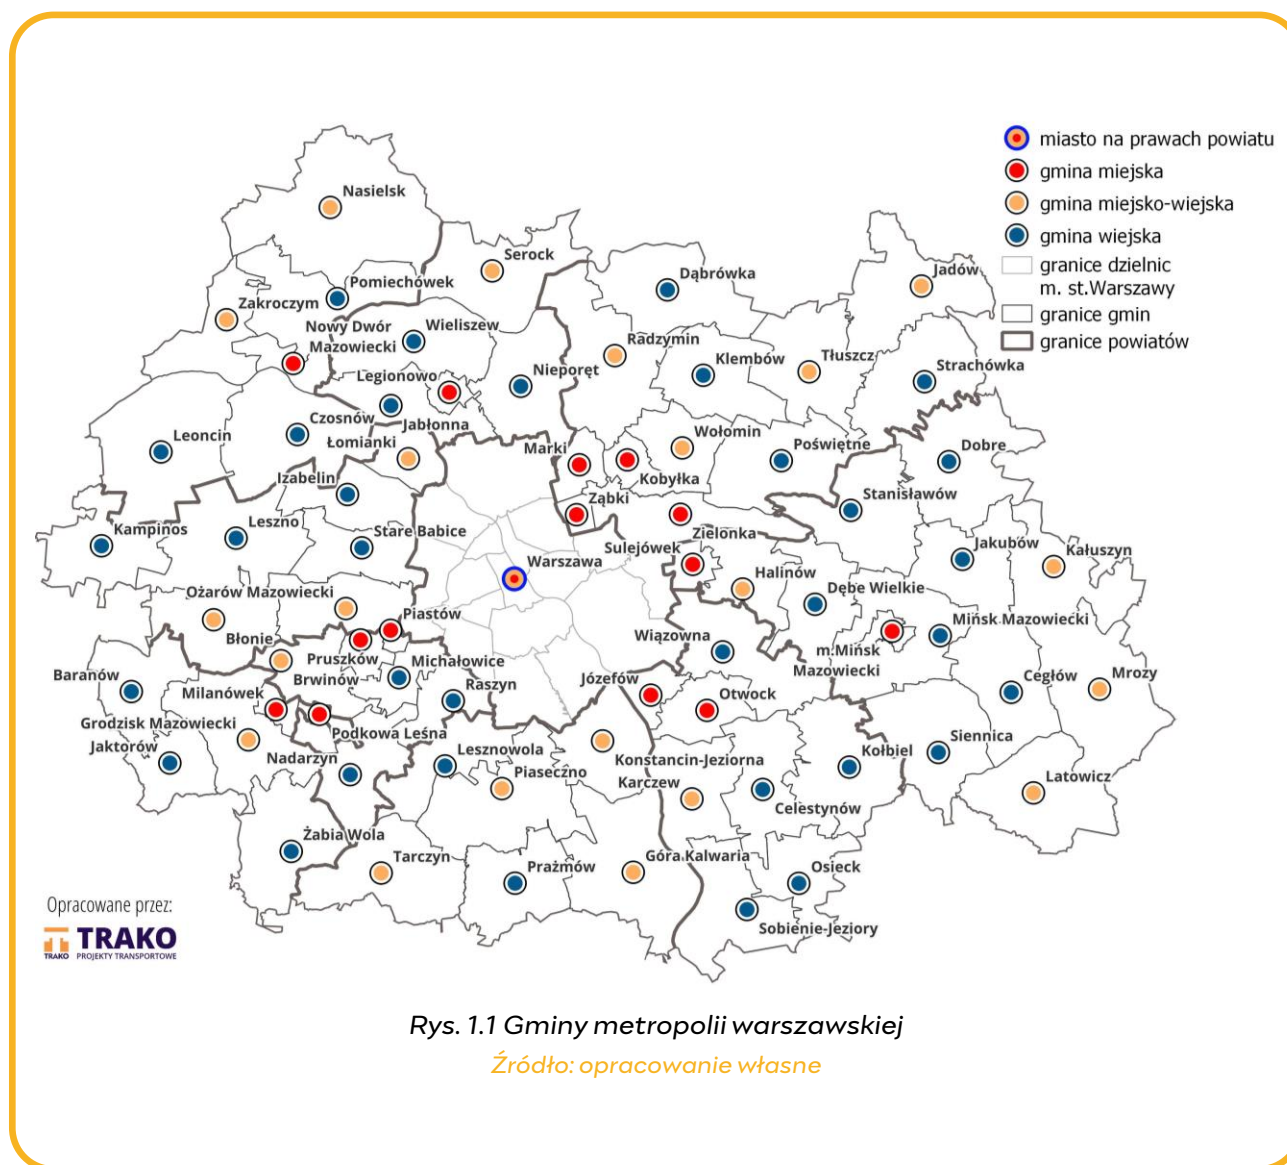 miasto na prawach powiatu
gmina miejska
gmina miejsko-wiejska
gmina wiejska
granice dzielnic
m. st.Warszawy
granice gmin
granice powiatów
Nasielsk
Serock
Dąbrówka
Jadów
Pomiechówek
Zakroczym
Nowy Dwór
Mazowiecki
Wieliszew
Radzymin
Klembów
Tłuszcz
Strachówka
Legionowo
Nieporęt
Jabłonna
Czosnów
Łomianki
Leoncin
Marki
Kobyłka
Wołomin
Poświętne
Dobre
Izabelin
Ząbki
Stanisławów
Kampinos
Leszno
Stare Babice
Zielonka
Sulejówek
Warszawa
Halinów
Jakubów
Kałuszyn
Ożarów Mazowiecki
Dębe Wielkie
Błonie
Piastów
Pruszków
Wiązowna
m.Mińsk
Mazowiecki
Mińsk Mazowiecki
Baranów
Brwinów
Michałowice
Raszyn
Józefów
Otwock
Cegłów
Mrozy
Milanówek
Grodzisk Mazowiecki
Podkowa Leśna
Jaktorów
Nadarzyn
Lesznowola
Piaseczno
Konstancin-Jeziorna
Karczew
Celestynów
Kołbiel
Siennica
Latowicz
Żabia Wola
Tarczyn
Prażmów
Góra Kalwaria
Osieck
Sobienie-Jeziory
Opracowane przez:
TRAKO
TRAKO PROJEKTY TRANSPORTOWE
Rys. 1.1 Gminy metropolii warszawskiej
Źródło: opracowanie własne